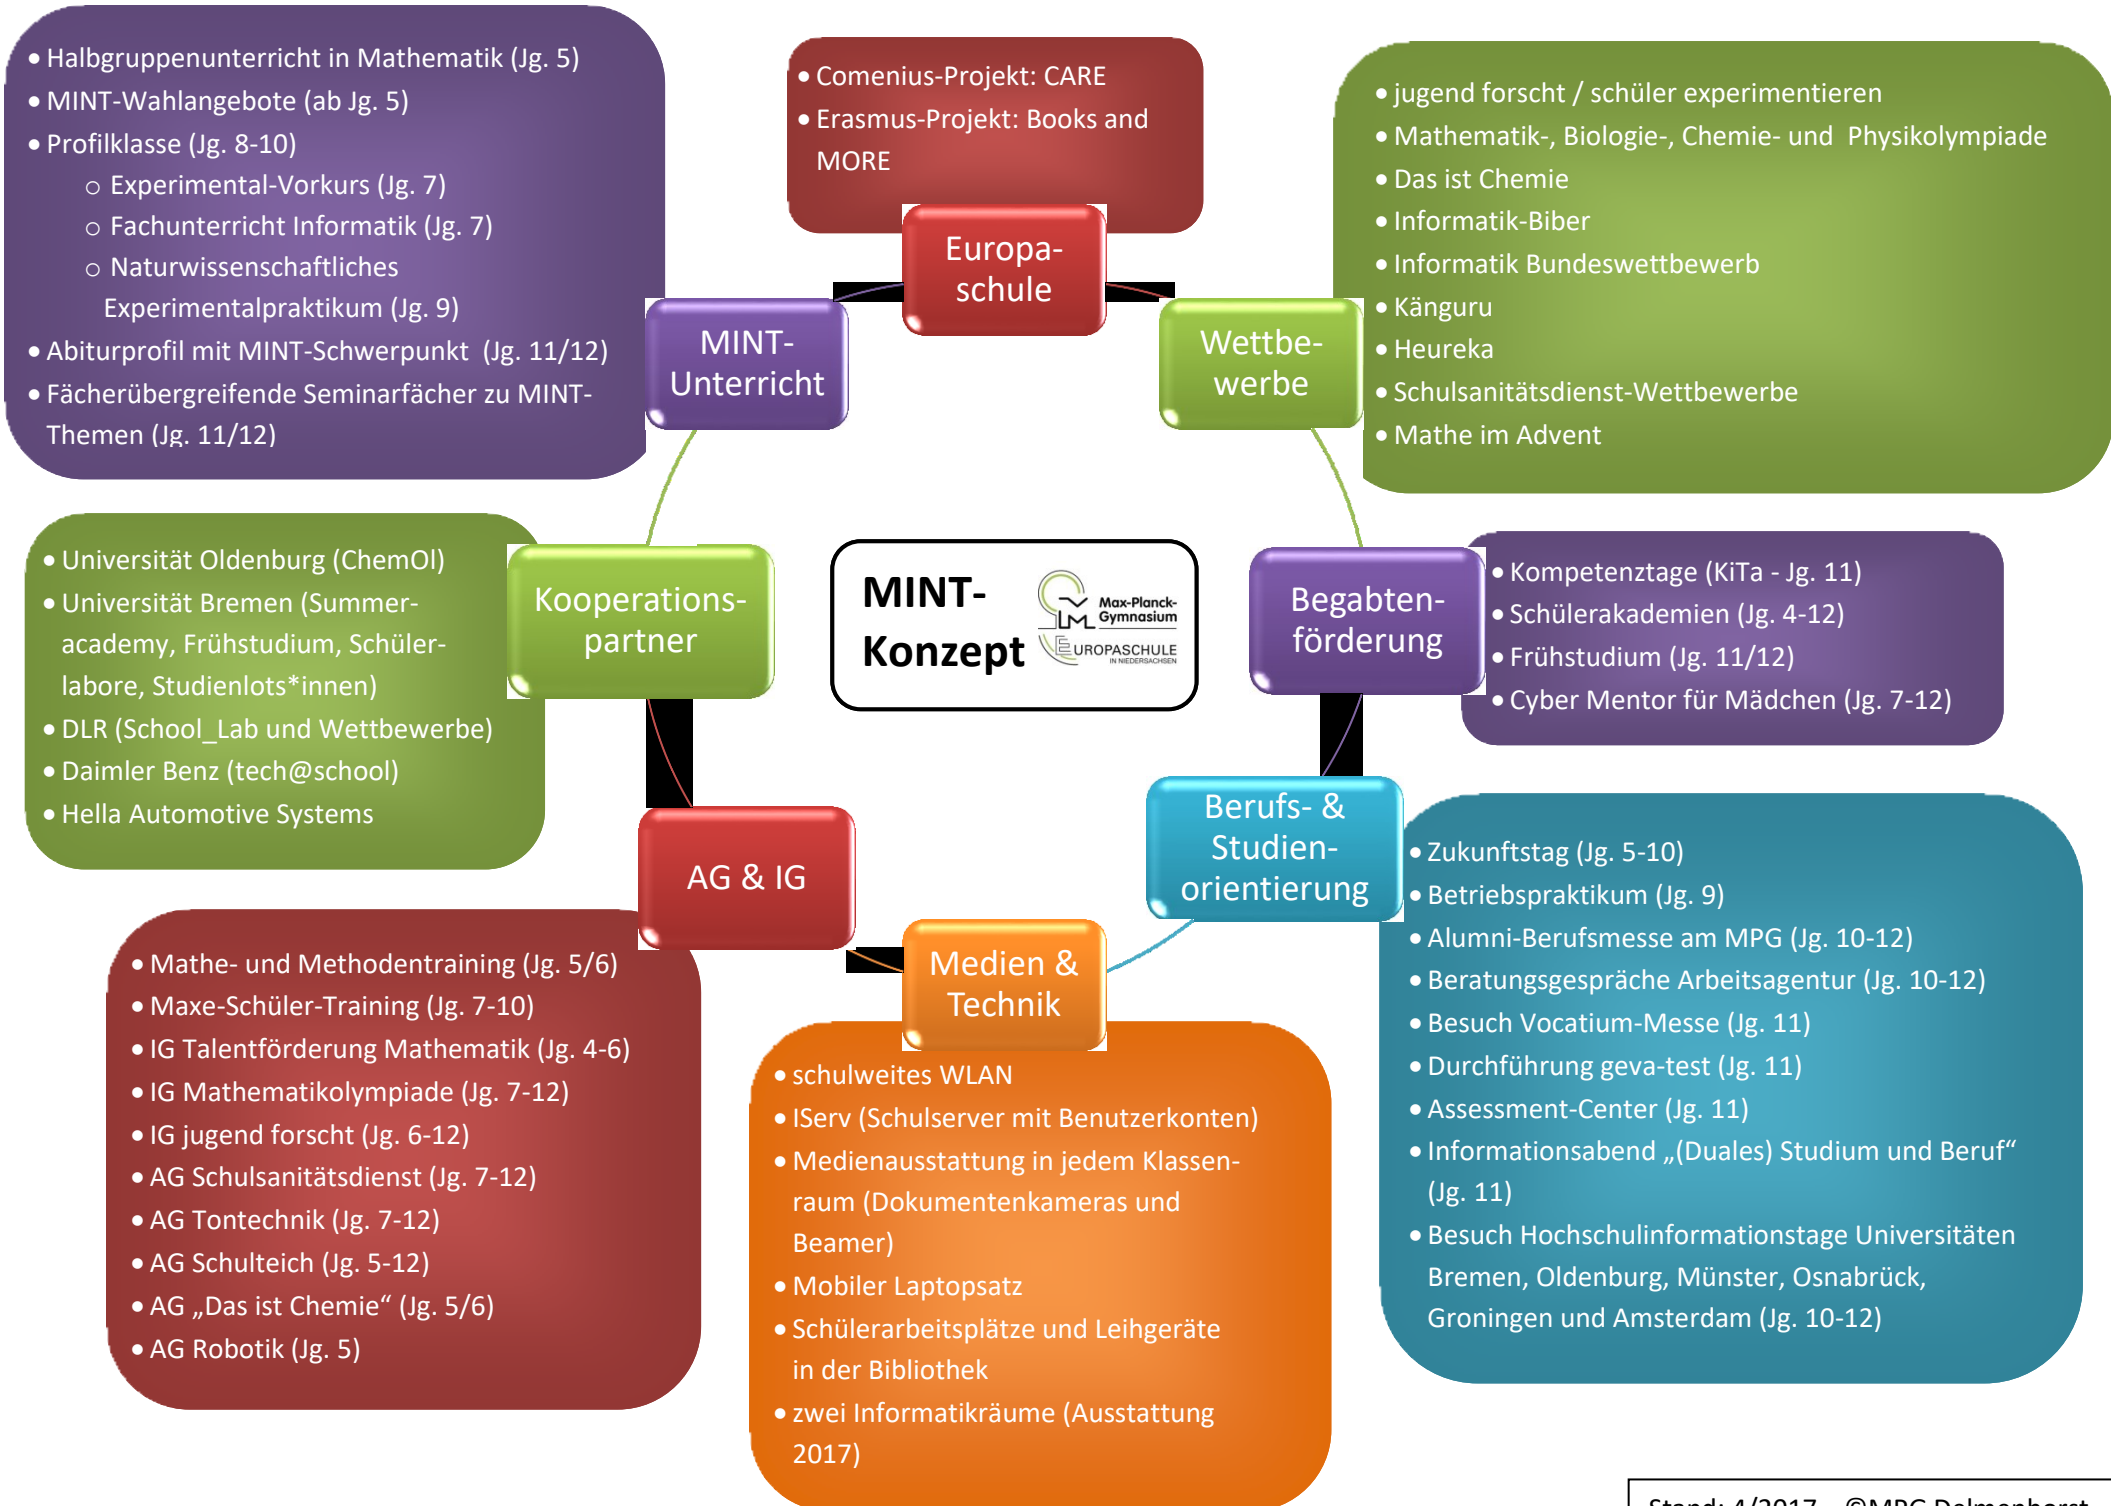 • Halbgruppenunterricht in Mathematik (Jg. 5)
• MINT-Wahlangebote (ab Jg. 5)
• Profilklasse (Jg. 8-10)
o Experimental-Vorkurs (Jg. 7)
o Fachunterricht Informatik (Jg. 7)
o Naturwissenschaftliches
Experimentalpraktikum (Jg. 9)
• Abiturprofil mit MINT-Schwerpunkt (Jg. 11/12)
• Fächerübergreifende Seminarfächer zu MINT-
Themen (Jg. 11/12)
MINT-
Unterricht
• Comenius-Projekt: CARE
• Erasmus-Projekt: Books and
MORE
Europa-
schule
• jugend forscht / schüler experimentieren
• Mathematik-, Biologie-, Chemie- und Physikolympiade
• Das ist Chemie
• Informatik-Biber
• Informatik Bundeswettbewerb
• Känguru
• Heureka
• Schulsanitätsdienst-Wettbewerbe
• Mathe im Advent
Wettbe-
werbe
• Universität Oldenburg (ChemOl)
• Universität Bremen (Summer-
academy, Frühstudium, Schüler-
labore, Studienlots*innen)
• DLR (School_Lab und Wettbewerbe)
• Daimler Benz (tech@school)
• Hella Automotive Systems
Kooperations-
partner
MINT-
Konzept
Max-Planck-
Gymnasium
EUROPASCHULE
IN NIEDERSACHSEN
Begabten-
förderung
• Kompetenztage (KiTa - Jg. 11)
• Schülerakademien (Jg. 4-12)
• Frühstudium (Jg. 11/12)
• Cyber Mentor für Mädchen (Jg. 7-12)
Berufs- &
Studien-
orientierung
• Zukunftstag (Jg. 5-10)
• Betriebspraktikum (Jg. 9)
• Alumni-Berufsmesse am MPG (Jg. 10-12)
• Beratungsgespräche Arbeitsagentur (Jg. 10-12)
• Besuch Vocatium-Messe (Jg. 11)
• Durchführung geva-test (Jg. 11)
• Assessment-Center (Jg. 11)
• Informationsabend „(Duales) Studium und Beruf“
(Jg. 11)
• Besuch Hochschulinformationstage Universitäten
Bremen, Oldenburg, Münster, Osnabrück,
Groningen und Amsterdam (Jg. 10-12)
AG & IG
• Mathe- und Methodentraining (Jg. 5/6)
• Maxe-Schüler-Training (Jg. 7-10)
• IG Talentförderung Mathematik (Jg. 4-6)
• IG Mathematikolympiade (Jg. 7-12)
• IG jugend forscht (Jg. 6-12)
• AG Schulsanitätsdienst (Jg. 7-12)
• AG Tontechnik (Jg. 7-12)
• AG Schulteich (Jg. 5-12)
• AG „Das ist Chemie“ (Jg. 5/6)
• AG Robotik (Jg. 5)
Medien &
Technik
• schulweites WLAN
• IServ (Schulserver mit Benutzerkonten)
• Medienausstattung in jedem Klassen-
raum (Dokumentenkameras und
Beamer)
• Mobiler Laptopsatz
• Schülerarbeitsplätze und Leihgeräte
in der Bibliothek
• zwei Informatikräume (Ausstattung
2017)
Stand: 4/2017 ©MPG Delmenhorst